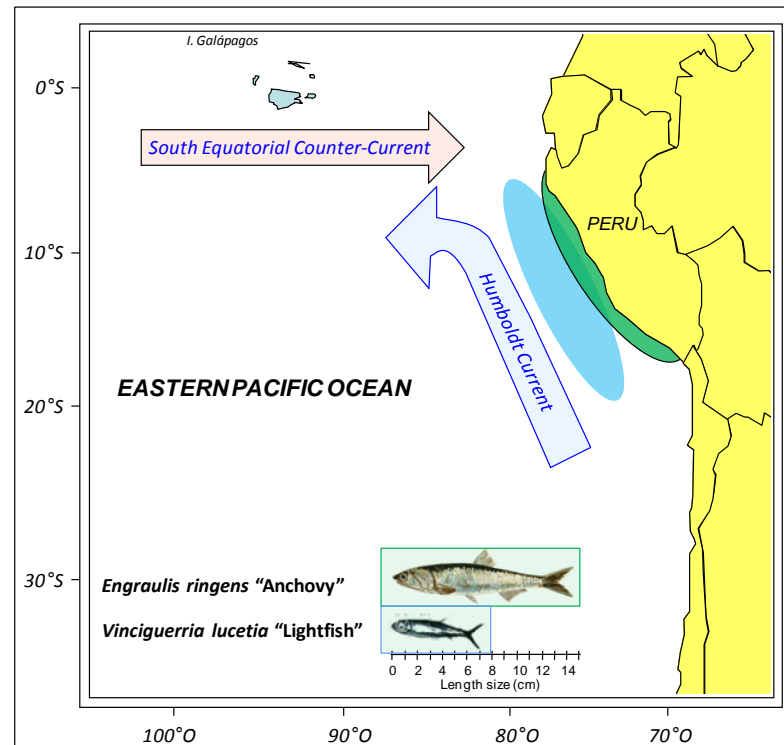 I. Galápagos
0°S
South Equatorial Counter-Current
PERU
10°S
Humboldt Current
EASTERN PACIFIC OCEAN
20°S
30°S
Engraulis ringens “Anchovy”
Vinciguerria lucetia “Lightfish”
0 2 4 6 8 10 12 14
Length size (cm)
100°O 90°O 80°O 70°O